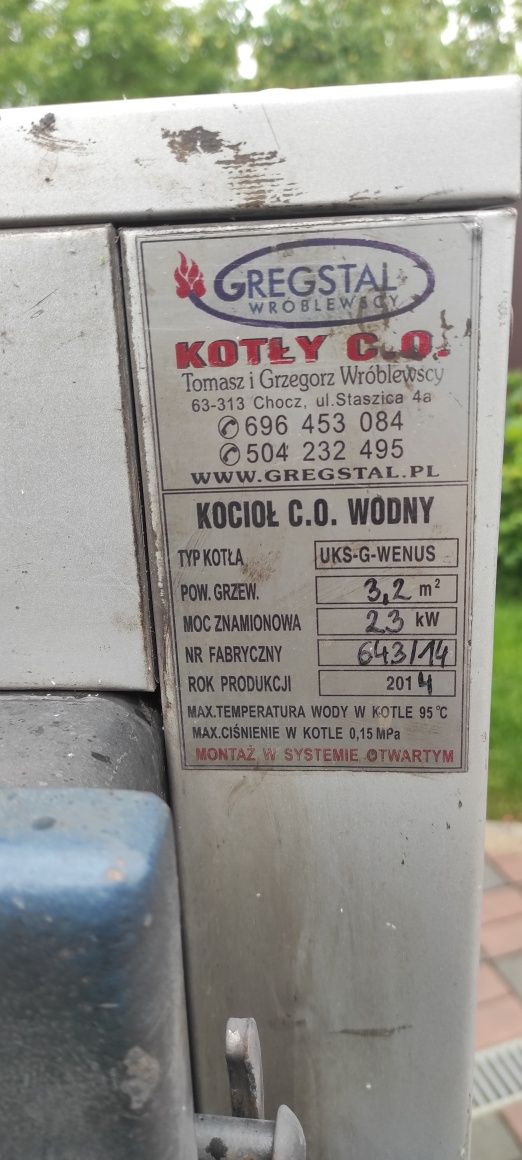 GREGSTAL
WRÓBLEWSCY
KOTŁY C.O.
Tomasz i Grzegorz Wróblewscy
63-313 Chocz, ul.Staszica 4a
696 453 084
504 232 495
WWW.GREGSTAL.PL
KOCIOŁ C.O. WODNY
TYP KOTŁA UKS-G-WENUS
POW. GRZEW. 3,2 m²
MOC ZNAMIONOWA 23 kW
NR FABRYCZNY 643/14
ROK PRODUKCJI 2014
MAX.TEMPERATURA WODY W KOTLE 95°C
MAX.CIŚNIENIE W KOTLE 0,15 MPa
MONTAŻ W SYSTEMIE OTWARTYM